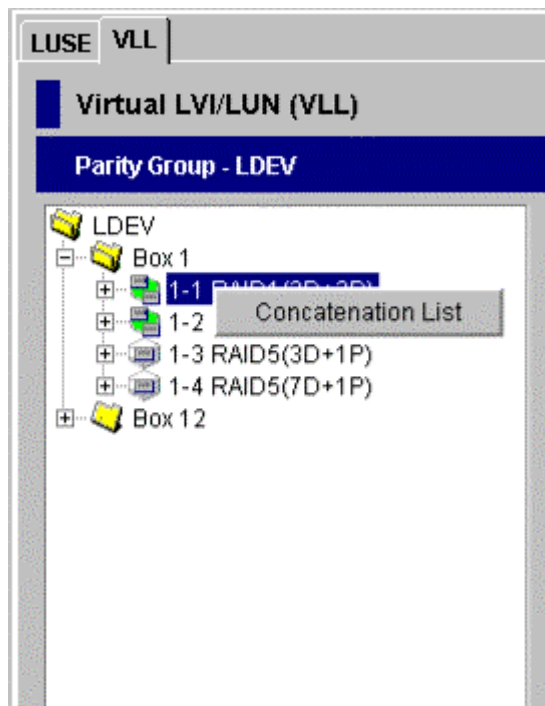 LUSE VLL
Virtual LVI/LUN (VLL)
Parity Group - LDEV
LDEV
Box 1
1-1
Concatenation List
1-2
1-3 RAID5(3D+1P)
1-4 RAID5(7D+1P)
Box 12